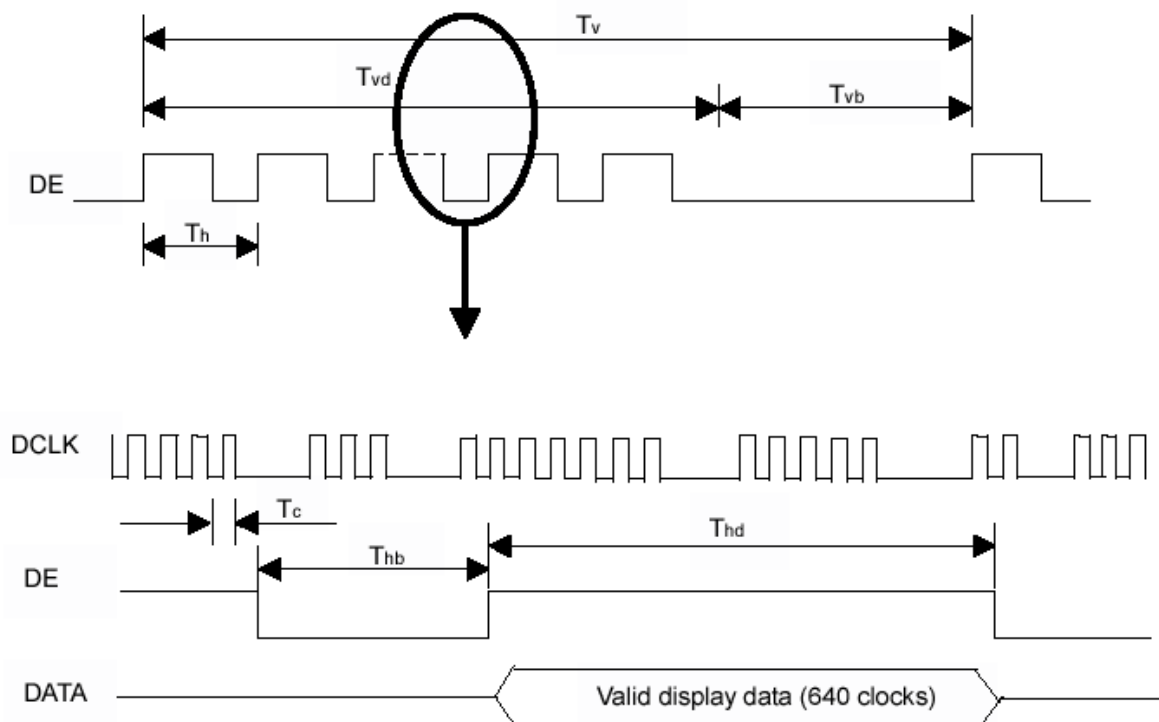 Tv
Tvd
Tvb
DE
Th
DCLK
Tc
Thd
Thb
DE
DATA
Valid display data (640 clocks)